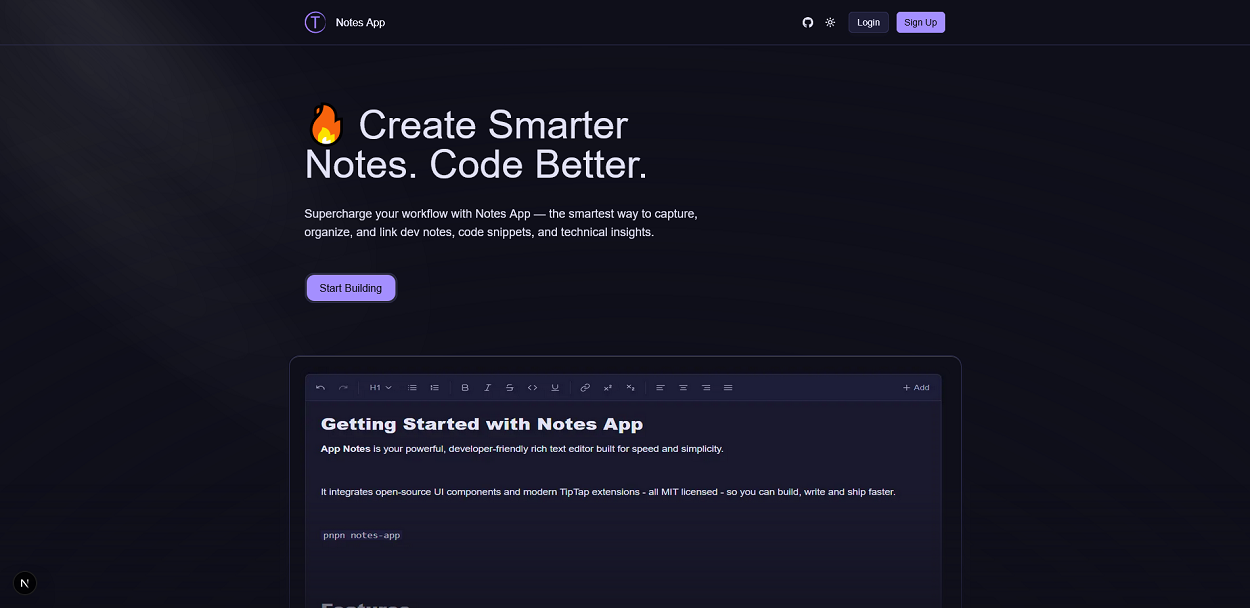 T Notes App Login Sign Up
🔥 Create Smarter
Notes. Code Better.
Supercharge your workflow with Notes App — the smartest way to capture,
organize, and link dev notes, code snippets, and technical insights.
Start Building
H1 B I S <> U x² x₂ + Add
Getting Started with Notes App
App Notes is your powerful, developer-friendly rich text editor built for speed and simplicity.
It integrates open-source UI components and modern TipTap extensions - all MIT licensed - so you can build, write and ship faster.
pnpn notes-app
Features
N